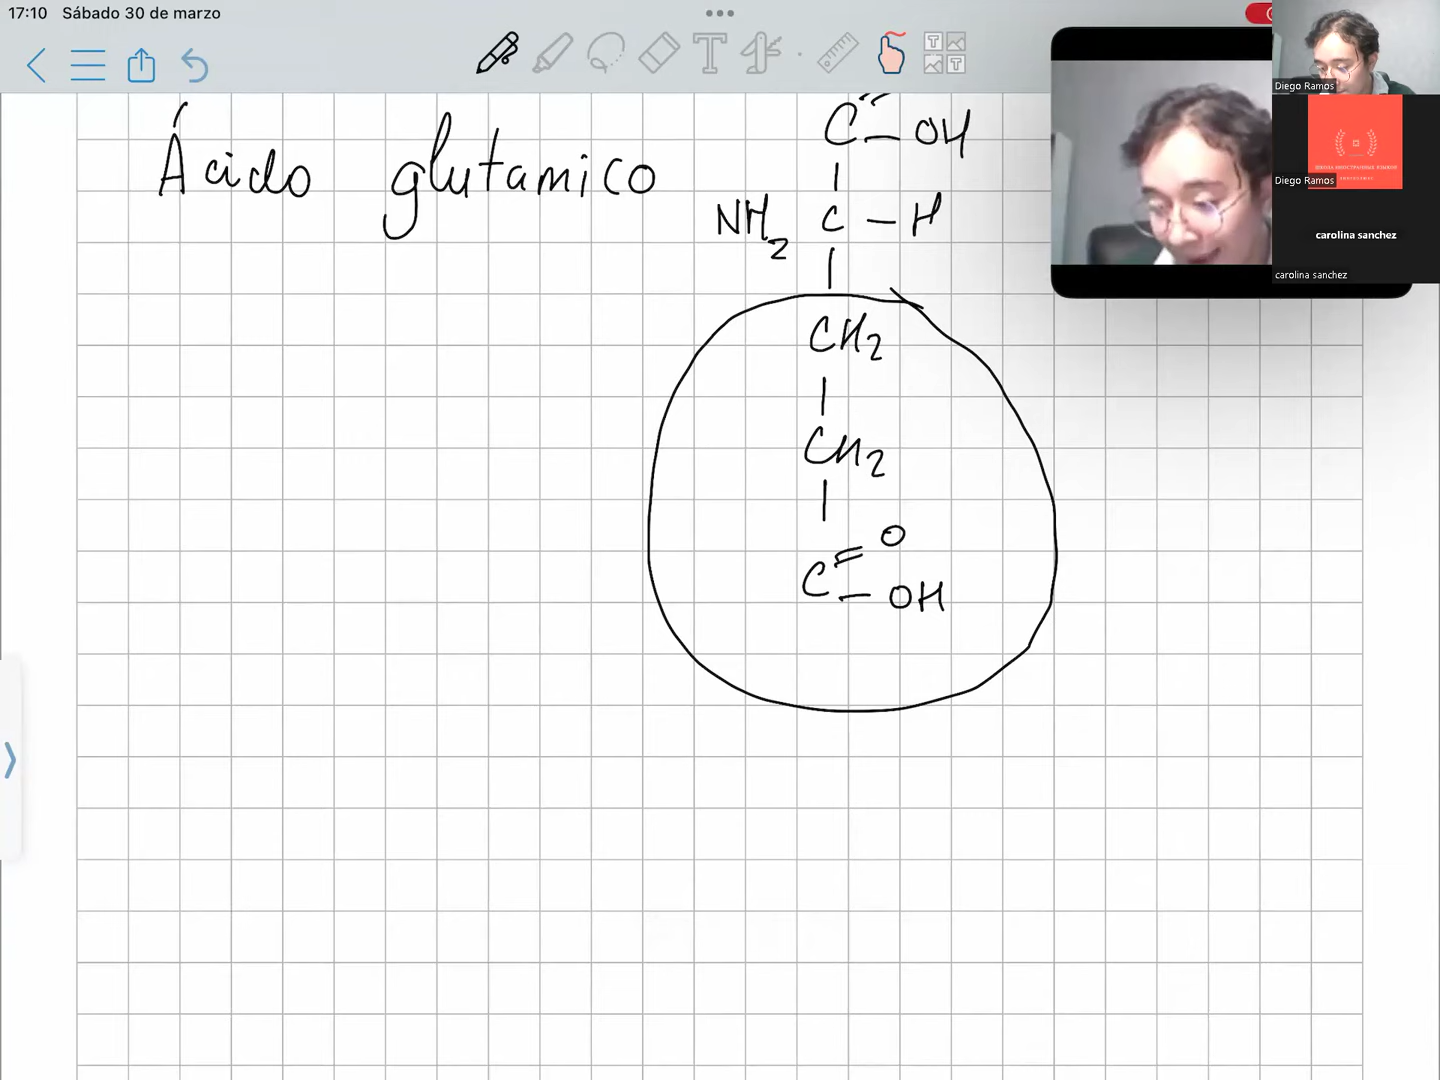 17:10 Sábado 30 de marzo
Ácido glutamico
C - OH
NH2 C - H
CH2
CH2
C = O
- OH
Diego Ramos
Diego Ramos
carolina sanchez
carolina sanchez